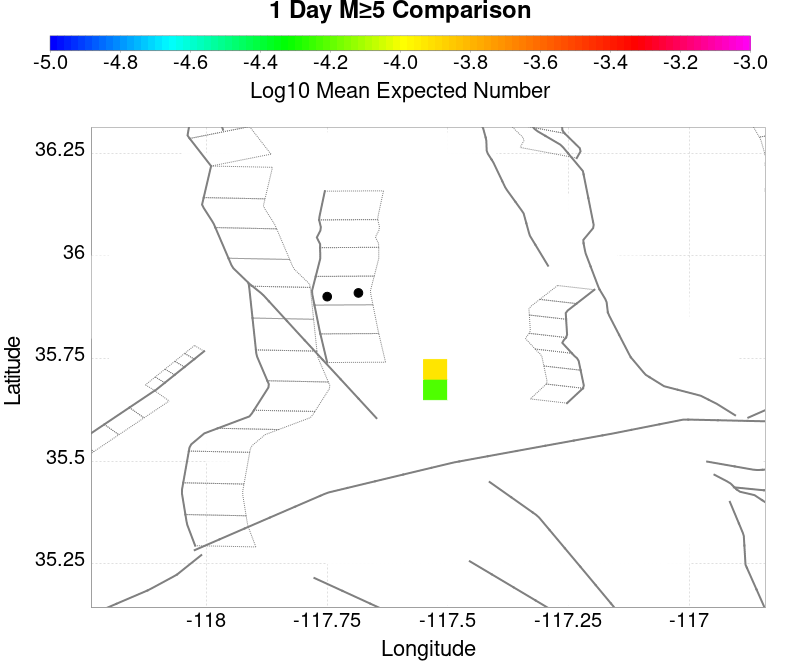 1 Day M≥5 Comparison
-5.0 -4.8 -4.6 -4.4 -4.2 -4.0 -3.8 -3.6 -3.4 -3.2 -3.0
Log10 Mean Expected Number
36.25
36
35.75
35.5
35.25
Latitude
-118 -117.75 -117.5 -117.25 -117
Longitude